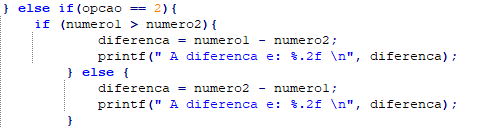 } else if(opcao == 2){
if (numero1 > numero2){
diferenca = numero1 - numero2;
printf(" A diferenca e: %.2f \n", diferenca);
} else {
diferenca = numero2 - numero1;
printf(" A diferenca e: %.2f \n", diferenca);
}